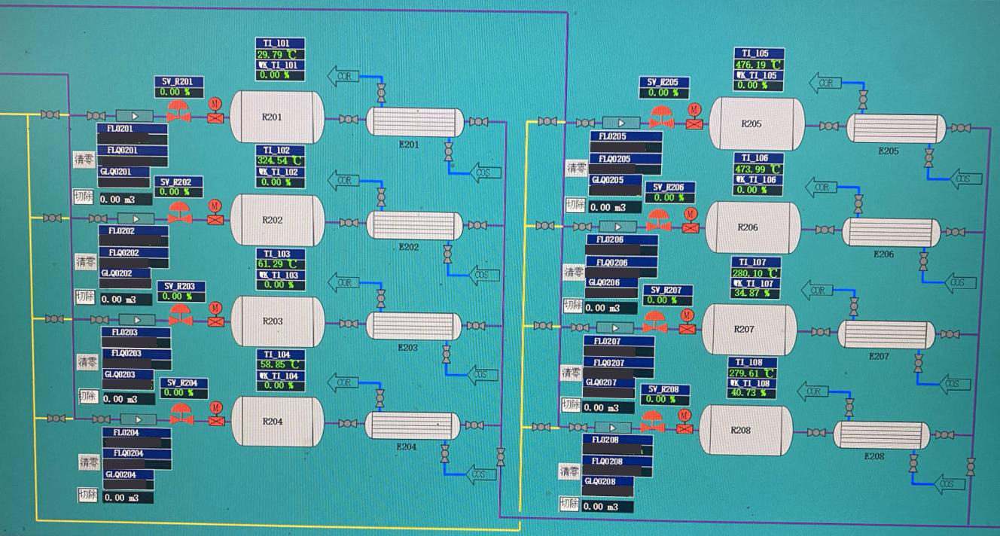 TI_101
29.79 ℃
WK_TI_101
0.00 %
SV_R201
0.00 %
R201
COR
E201
COS
FL0201
FLQ0201
清零
GLQ0201
切除
0.00 m3
TI_102
324.54 ℃
WK_TI_102
0.00 %
SV_R202
0.00 %
R202
COR
E202
COS
FL0202
FLQ0202
清零
GLQ0202
切除
0.00 m3
TI_103
61.29 ℃
WK_TI_103
0.00 %
SV_R203
0.00 %
R203
COR
E203
COS
FL0203
FLQ0203
清零
GLQ0203
切除
0.00 m3
TI_104
58.85 ℃
WK_TI_104
0.00 %
SV_R204
0.00 %
R204
COR
E204
COS
FL0204
FLQ0204
清零
GLQ0204
切除
0.00 m3
TI_105
476.19 ℃
WK_TI_105
0.00 %
SV_R205
0.00 %
M
R205
COR
E205
COS
FL0205
FLQ0205
清零
GLQ0205
切除
0.00 m3
TI_106
473.99 ℃
WK_TI_106
0.00 %
SV_R206
0.00 %
M
R206
COR
E206
COS
FL0206
FLQ0206
清零
GLQ0206
切除
0.00 m3
TI_107
280.10 ℃
WK_TI_107
34.87 %
SV_R207
0.00 %
M
R207
COR
E207
COS
FL0207
FLQ0207
清零
GLQ0207
切除
0.00 m3
TI_108
279.61 ℃
WK_TI_108
40.73 %
SV_R208
0.00 %
M
R208
COR
E208
COS
FL0208
FLQ0208
清零
GLQ0208
切除
0.00 m3
M
M
M
M